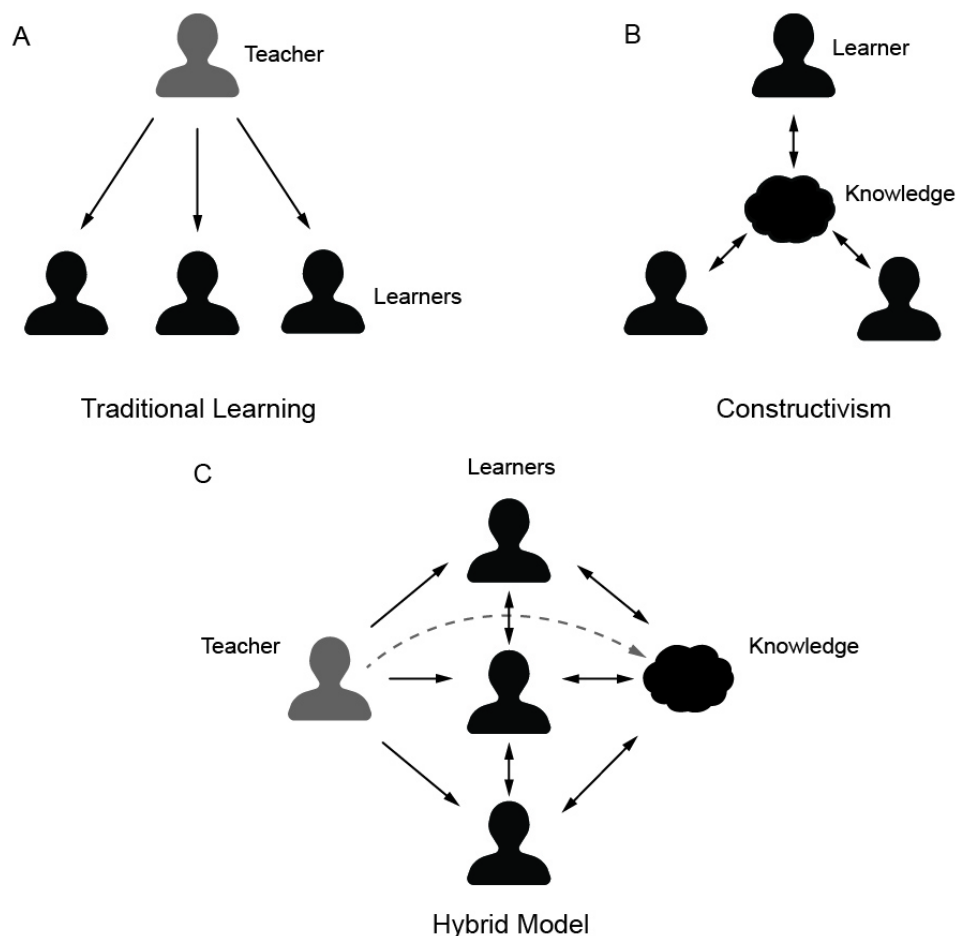 A
Teacher
Learners
Traditional Learning
B
Learner
Knowledge
Constructivism
C
Learners
Teacher
Knowledge
Hybrid Model